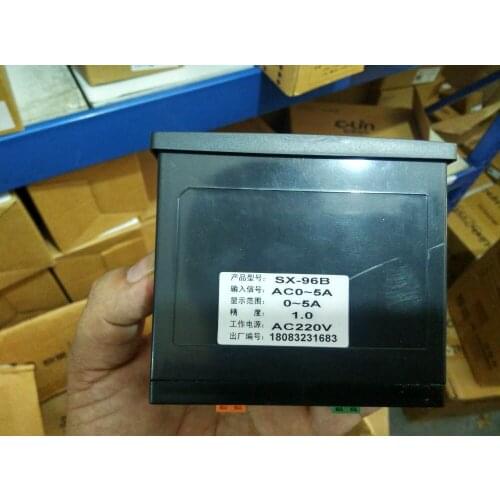 C-Lin
产品型号: SX-96B
输入信号: AC0~5A
显示范围: 0~5A
精 度: 1.0
工作电源: AC220V
出厂编号: 18083231683